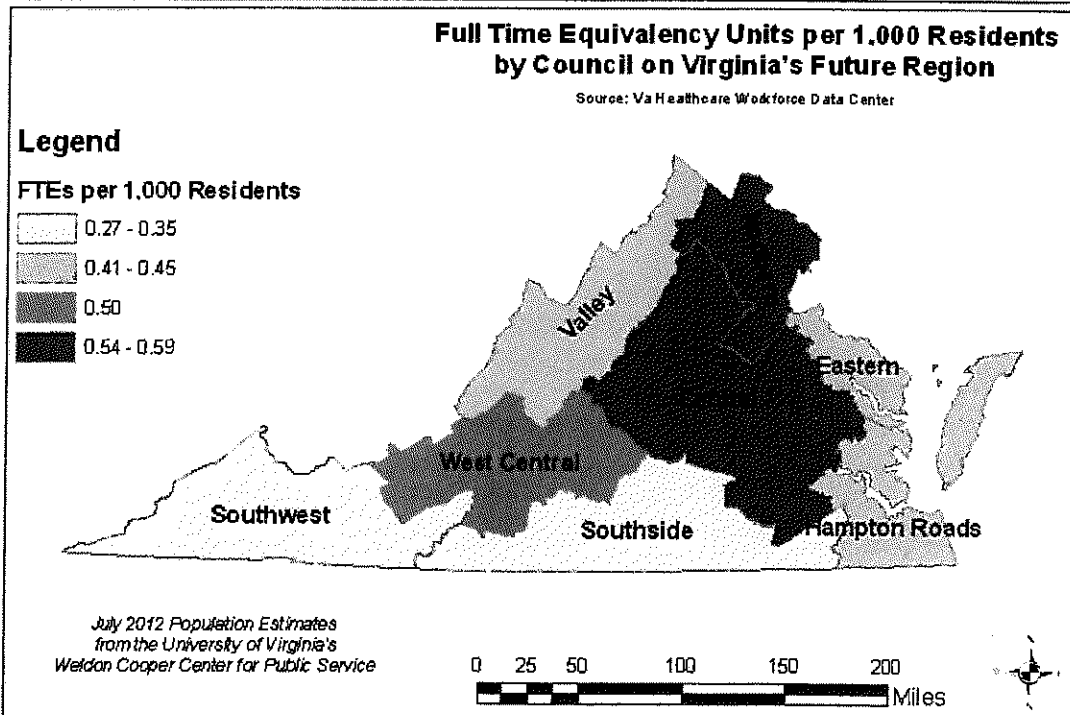 Full Time Equivalency Units per 1,000 Residents
by Council on Virginia's Future Region
Source: Va Healthcare Workforce Data Center
Legend
FTEs per 1,000 Residents
0.27 - 0.35
0.41 - 0.45
0.50
0.54 - 0.59
Valley
Eastern
West Central
Southwest
Southside
Hampton Roads
July 2012 Population Estimates
from the University of Virginia's
Weldon Cooper Center for Public Service
0 25 50 100 150 200
Miles